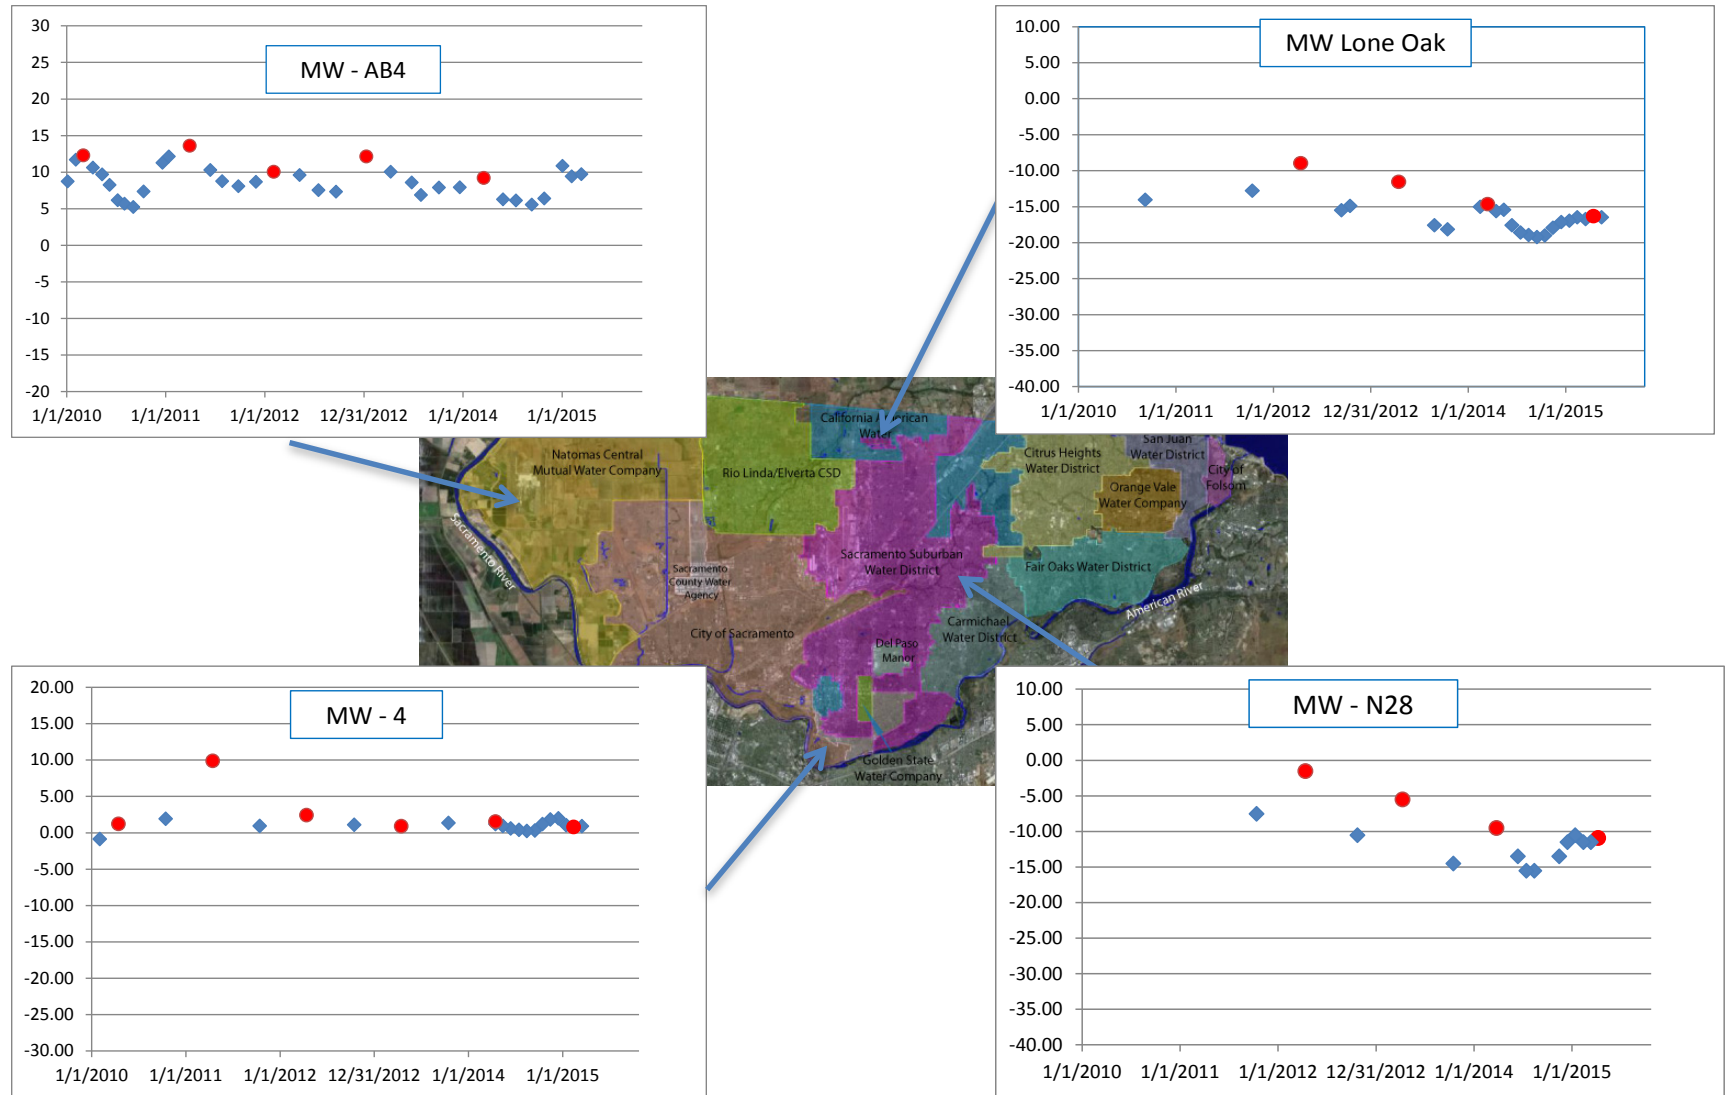 MW - AB4
30
25
20
15
10
5
0
-5
-10
-15
-20
1/1/2010 1/1/2011 1/1/2012 12/31/2012 1/1/2014 1/1/2015
MW Lone Oak
10.00
5.00
0.00
-5.00
-10.00
-15.00
-20.00
-25.00
-30.00
-35.00
-40.00
1/1/2010 1/1/2011 1/1/2012 12/31/2012 1/1/2014 1/1/2015
California American
Water
Natomas Central
Mutual Water Company
Rio Linda/Elverta CSD
Citrus Heights
Water District
San Juan
Water District
City of
Folsom
Orange Vale
Water Company
Sacramento River
Sacramento
County Water
Agency
Sacramento Suburban
Water District
Fair Oaks Water District
American River
City of Sacramento
Carmichael
Water District
Del Paso
Manor
Golden State
Water Company
MW - 4
20.00
15.00
10.00
5.00
0.00
-5.00
-10.00
-15.00
-20.00
-25.00
-30.00
1/1/2010 1/1/2011 1/1/2012 12/31/2012 1/1/2014 1/1/2015
MW - N28
10.00
5.00
0.00
-5.00
-10.00
-15.00
-20.00
-25.00
-30.00
-35.00
-40.00
1/1/2010 1/1/2011 1/1/2012 12/31/2012 1/1/2014 1/1/2015